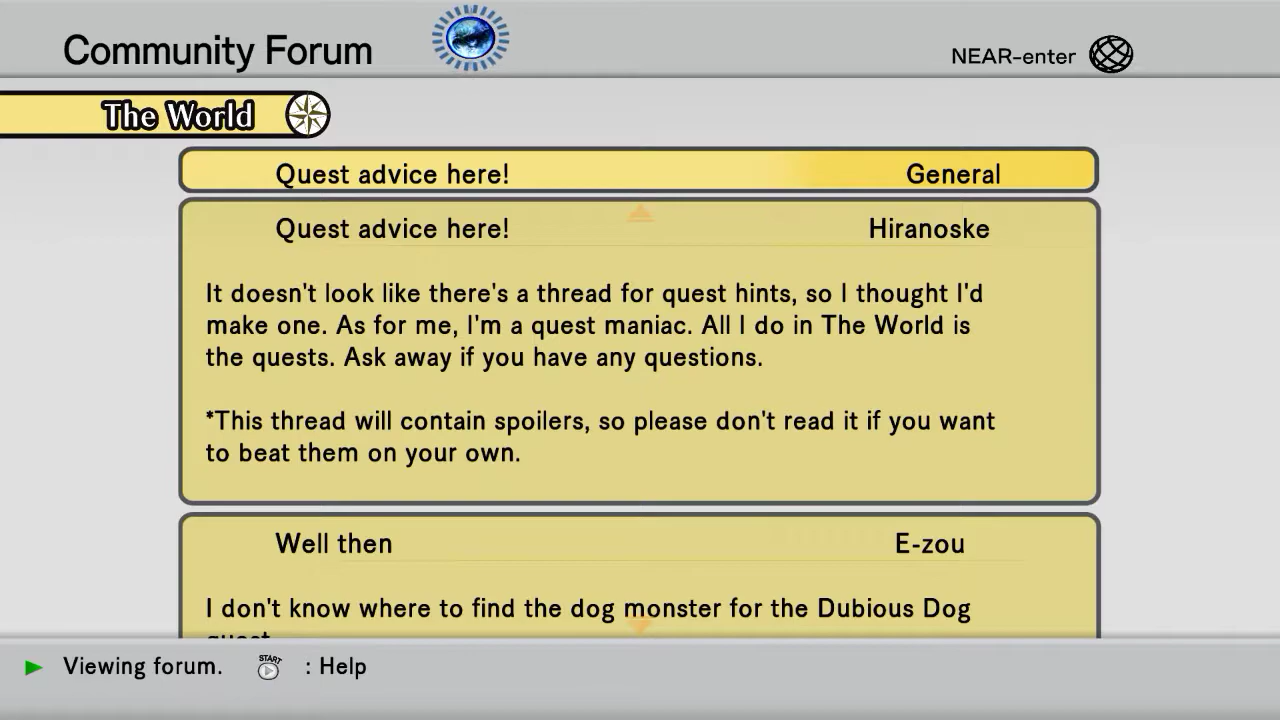 Community Forum
NEAR-enter
The World
Quest advice here! General
Quest advice here! Hiranoske
It doesn't look like there's a thread for quest hints, so I thought I'd
make one. As for me, I'm a quest maniac. All I do in The World is
the quests. Ask away if you have any questions.
*This thread will contain spoilers, so please don't read it if you want
to beat them on your own.
Well then E-zou
I don't know where to find the dog monster for the Dubious Dog
quest
Viewing forum. START : Help